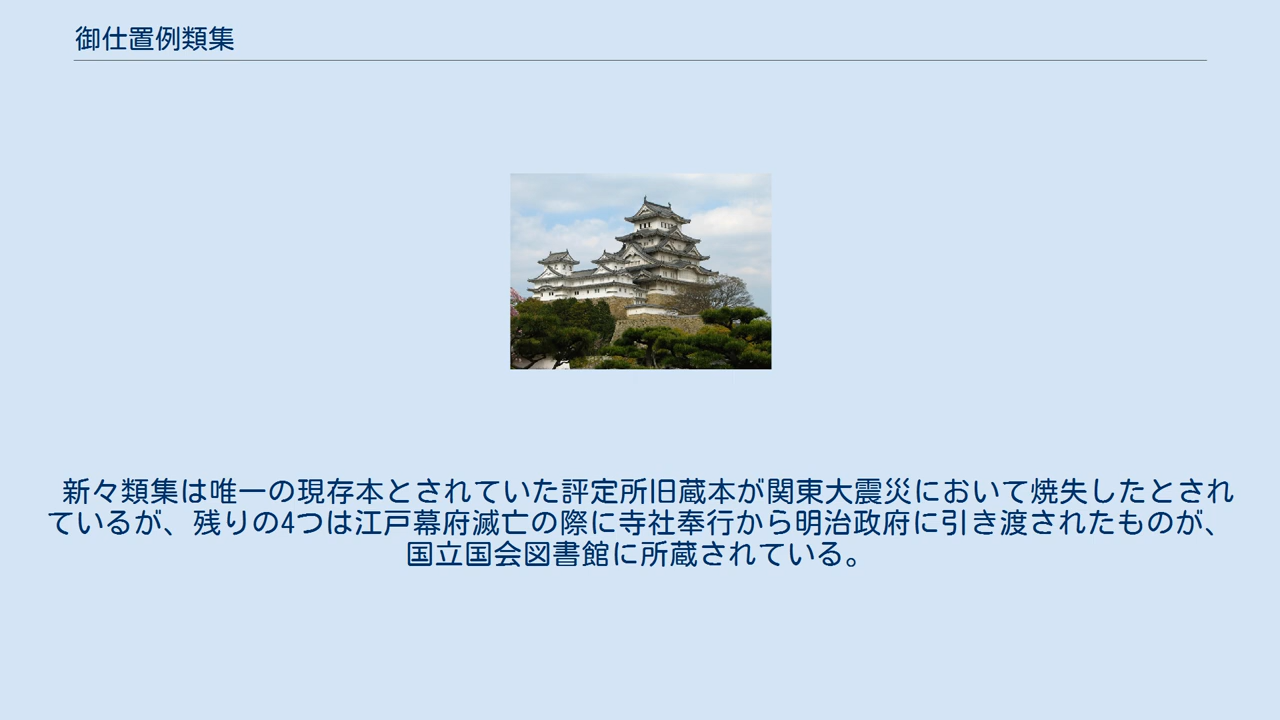 御仕置例類集
新々類集は唯一の現存本とされていた評定所旧蔵本が関東大震災において焼失したとされ
ているが、残りの4つは江戸幕府滅亡の際に寺社奉行から明治政府に引き渡されたものが、
国立国会図書館に所蔵されている。